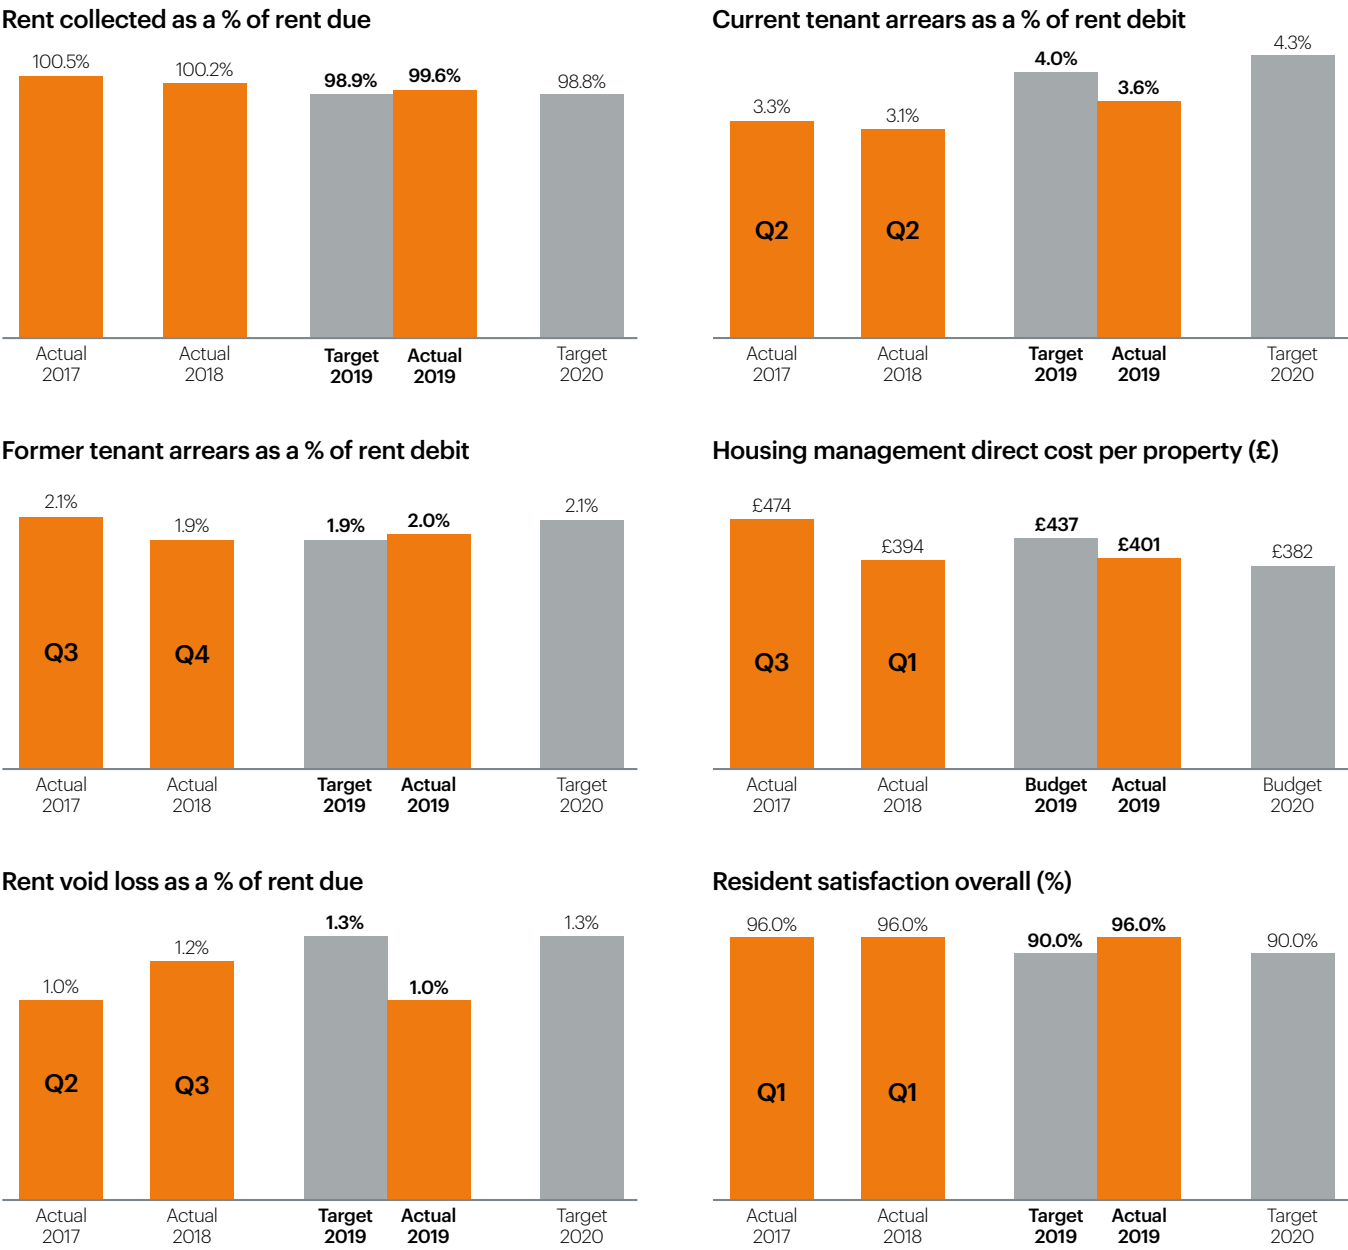 Rent collected as a % of rent due
100.5%
100.2%
98.9%
99.6%
98.8%
Actual
2017
Actual
2018
Target
2019
Actual
2019
Target
2020
Current tenant arrears as a % of rent debit
3.3%
3.1%
4.0%
3.6%
4.3%
Q2
Q2
Actual
2017
Actual
2018
Target
2019
Actual
2019
Target
2020
Former tenant arrears as a % of rent debit
2.1%
1.9%
1.9%
2.0%
2.1%
Q3
Q4
Actual
2017
Actual
2018
Target
2019
Actual
2019
Target
2020
Housing management direct cost per property (£)
£474
£394
£437
£401
£382
Q3
Q1
Actual
2017
Actual
2018
Budget
2019
Actual
2019
Budget
2020
Rent void loss as a % of rent due
1.0%
1.2%
1.3%
1.0%
1.3%
Q2
Q3
Actual
2017
Actual
2018
Target
2019
Actual
2019
Target
2020
Resident satisfaction overall (%)
96.0%
96.0%
90.0%
96.0%
90.0%
Q1
Q1
Actual
2017
Actual
2018
Target
2019
Actual
2019
Target
2020